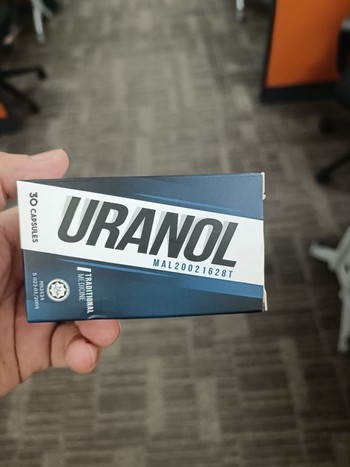 30 CAPSULES
URANOL
MAL20021628T
TRADITIONAL
MEDICINE